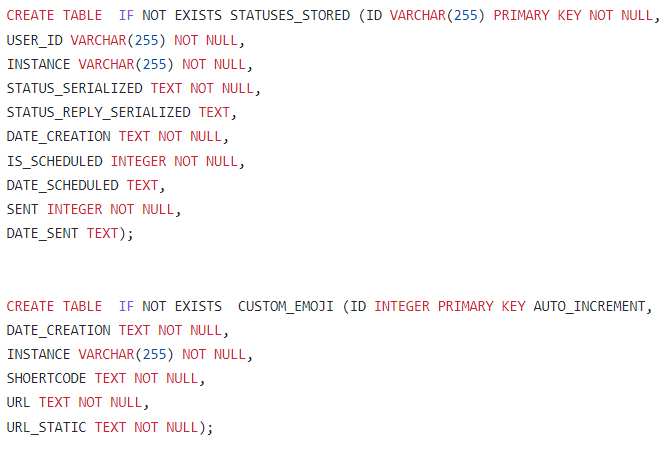 CREATE TABLE  IF NOT EXISTS STATUSES_STORED (ID VARCHAR(255) PRIMARY KEY NOT NULL,
USER_ID VARCHAR(255) NOT NULL,
INSTANCE VARCHAR(255) NOT NULL,
STATUS_SERIALIZED TEXT NOT NULL,
STATUS_REPLY_SERIALIZED TEXT,
DATE_CREATION TEXT NOT NULL,
IS_SCHEDULED INTEGER NOT NULL,
DATE_SCHEDULED TEXT,
SENT INTEGER NOT NULL,
DATE_SENT TEXT);
CREATE TABLE  IF NOT EXISTS  CUSTOM_EMOJI (ID INTEGER PRIMARY KEY AUTO_INCREMENT,
DATE_CREATION TEXT NOT NULL,
INSTANCE VARCHAR(255) NOT NULL,
SHOERTCODE TEXT NOT NULL,
URL TEXT NOT NULL,
URL_STATIC TEXT NOT NULL);